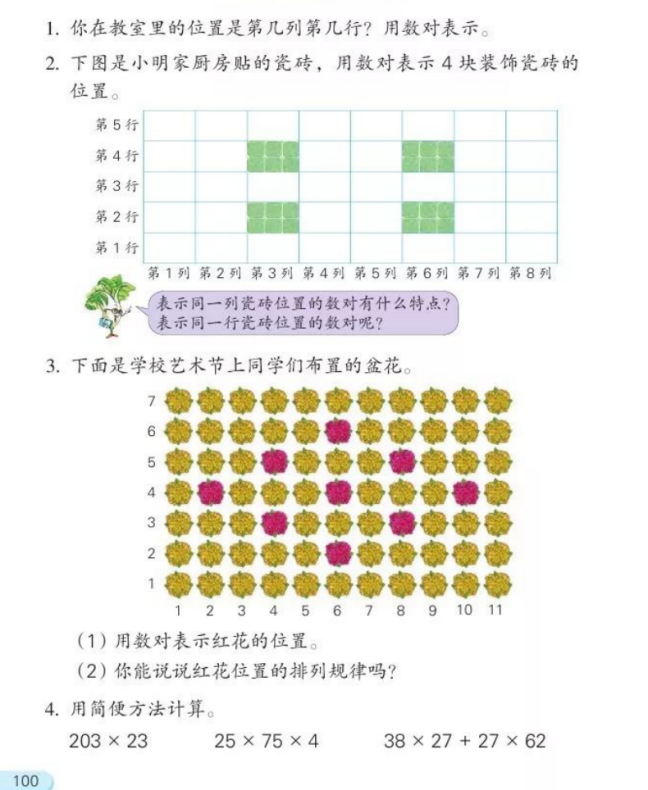 1. 你在教室里的位置是第几列第几行？用数对表示。
2. 下图是小明家厨房贴的瓷砖，用数对表示 4 块装饰瓷砖的
位置。
第 5 行
第 4 行
第 3 行
第 2 行
第 1 行
第 1 列 第 2 列 第 3 列 第 4 列 第 5 列 第 6 列 第 7 列 第 8 列
表示同一列瓷砖位置的数对有什么特点？
表示同一行瓷砖位置的数对呢？
3. 下面是学校艺术节上同学们布置的盆花。
7
6
5
4
3
2
1
1 2 3 4 5 6 7 8 9 10 11
（1）用数对表示红花的位置。
（2）你能说说红花位置的排列规律吗？
4. 用简便方法计算。
203 × 23 25 × 75 × 4 38 × 27 + 27 × 62
100